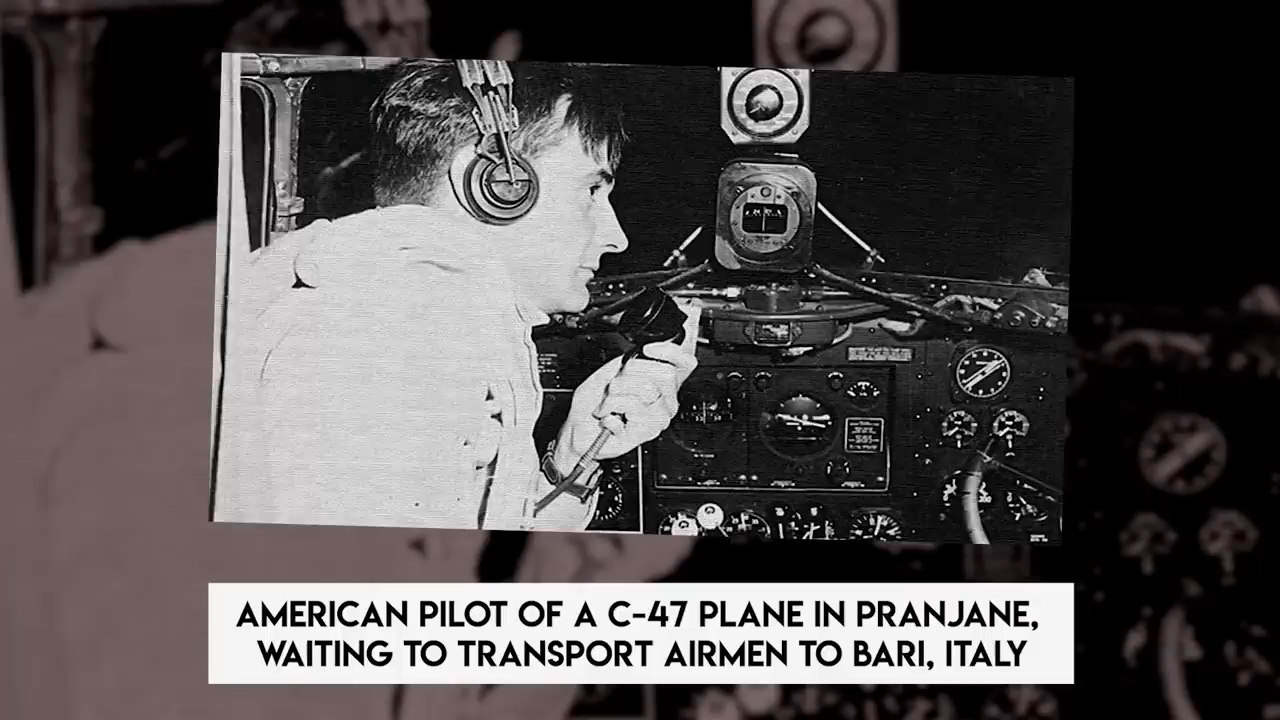 AMERICAN PILOT OF A C-47 PLANE IN PRANJANE,
WAITING TO TRANSPORT AIRMEN TO BARI, ITALY